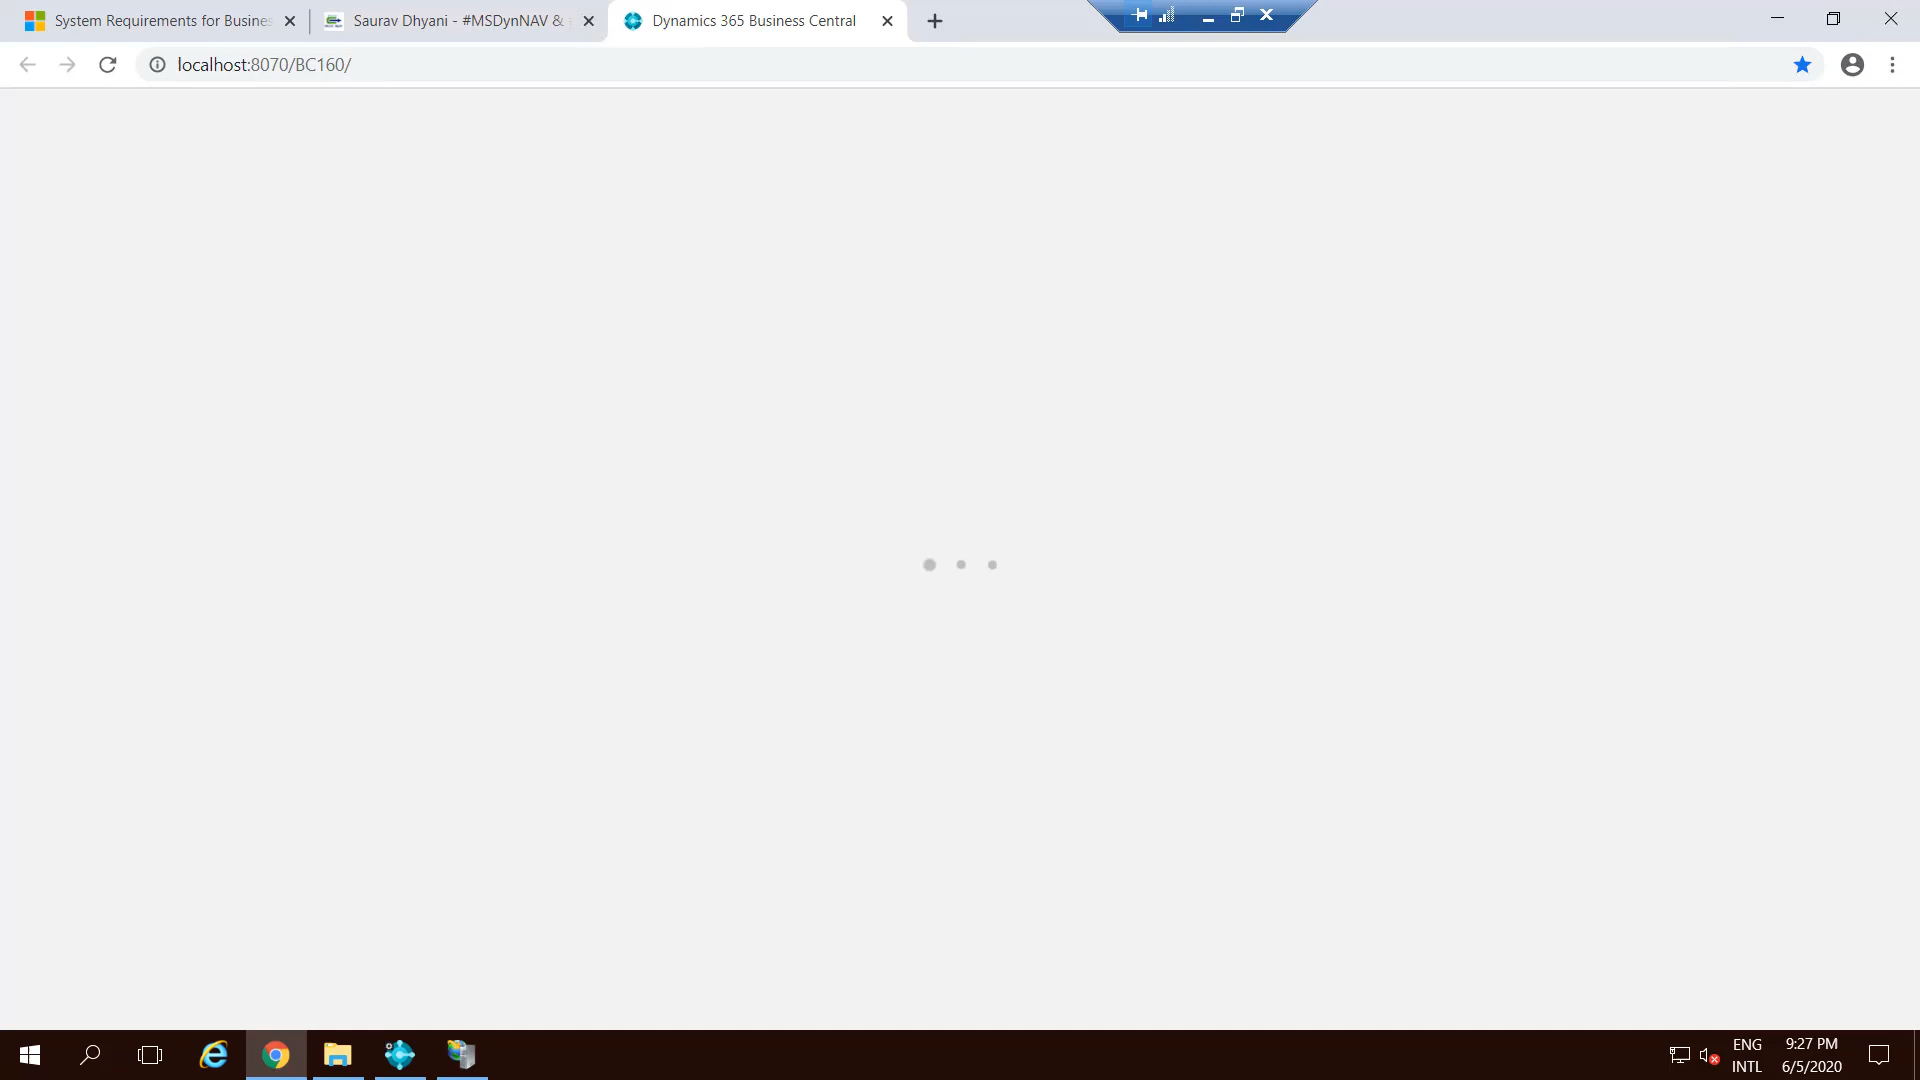 System Requirements for Busines
Saurav Dhyani - #MSDynNAV &
Dynamics 365 Business Central
localhost:8070/BC160/
ENG
INTL
9:27 PM
6/5/2020